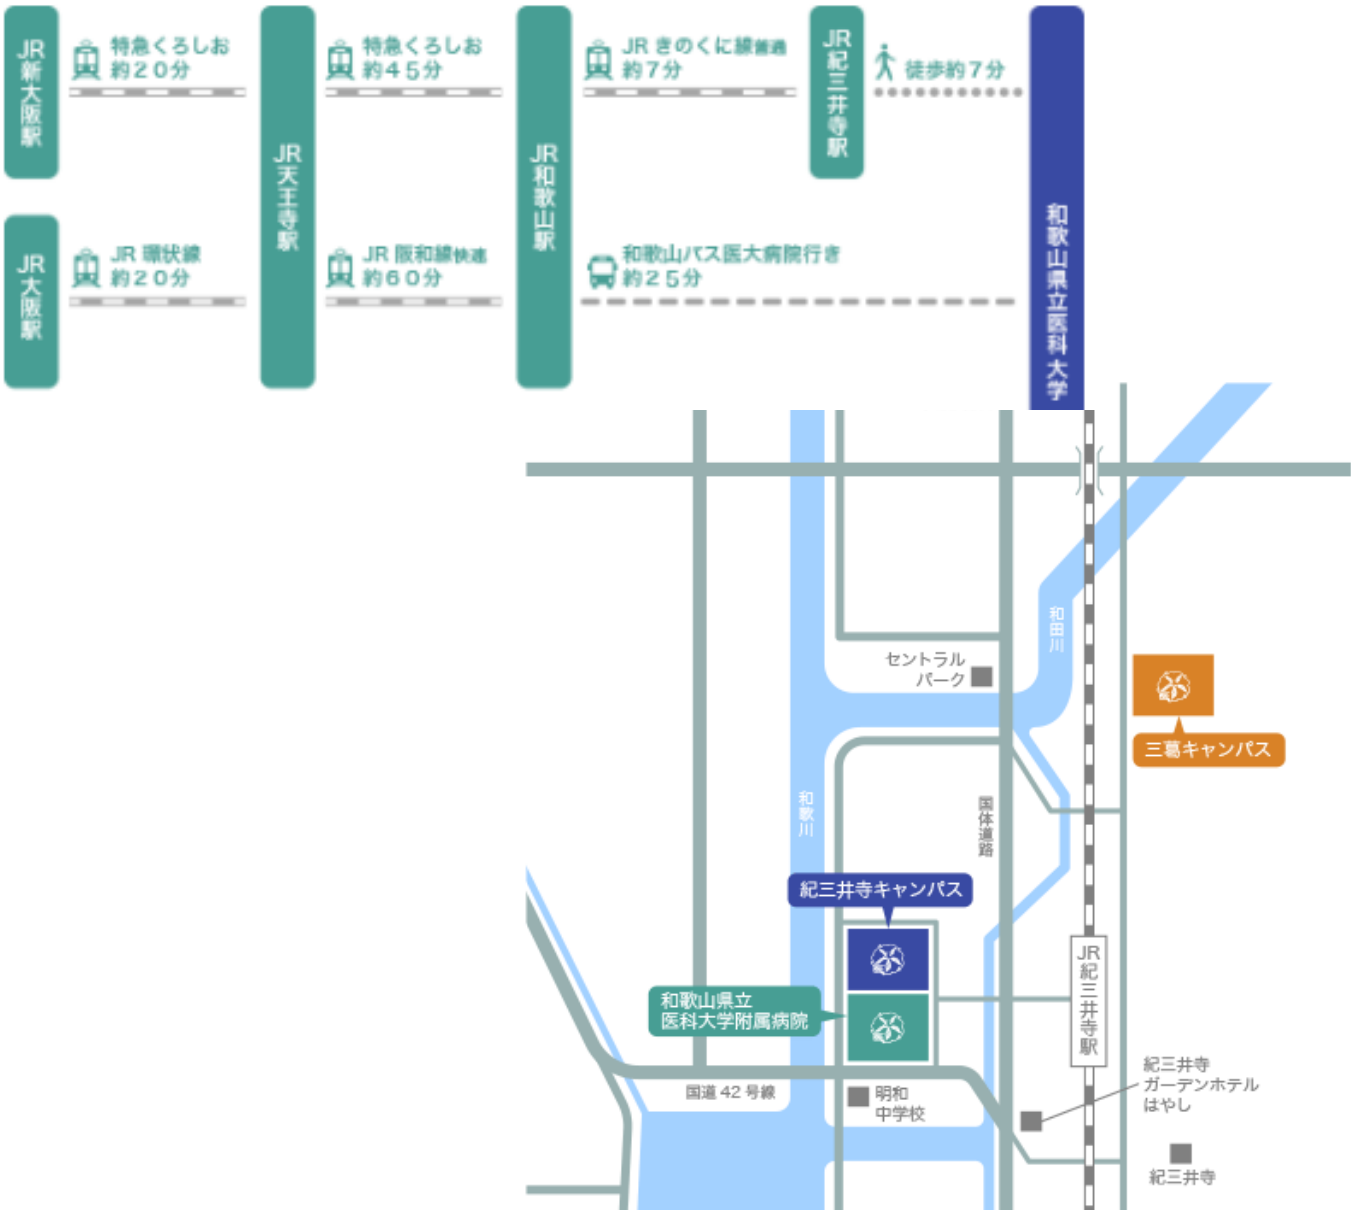 JR新大阪駅
特急くろしお
約20分
JR大阪駅
JR 環状線
約20分
JR天王寺駅
特急くろしお
約45分
JR 阪和線快速
約60分
JR和歌山駅
JR きのくに線普通
約7分
和歌山バス医大病院行き
約25分
JR紀三井寺駅
徒歩約7分
和歌山県立医科大学
和田川
セントラル
パーク
三葛キャンパス
和歌川
国体道路
紀三井寺キャンパス
和歌山県立
医科大学附属病院
JR紀三井寺駅
国道 42 号線
明和
中学校
紀三井寺
ガーデンホテル
はやし
紀三井寺